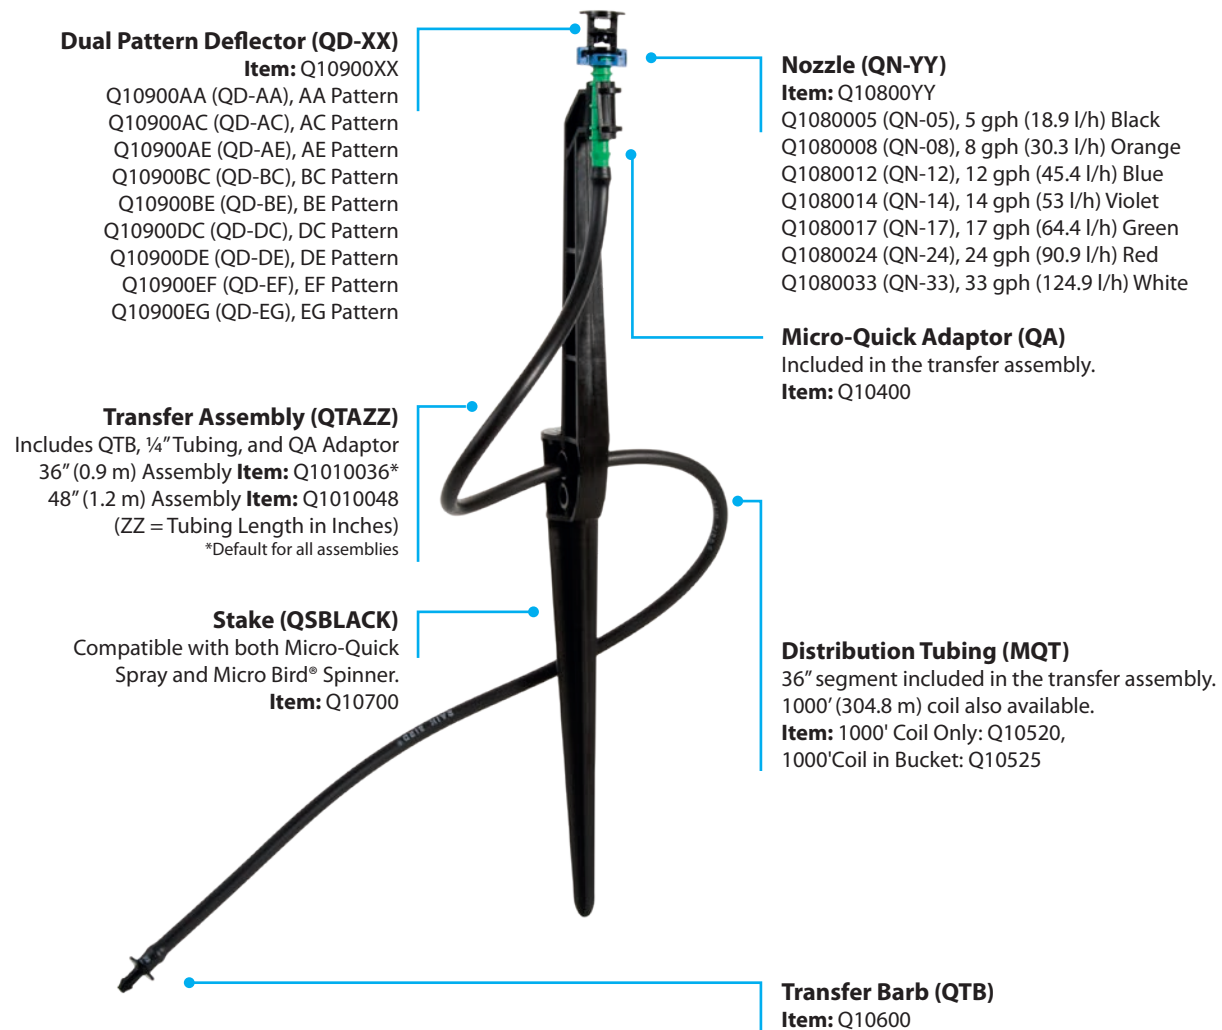 Dual Pattern Deflector (QD-XX)
Item: Q10900XX
Q10900AA (QD-AA), AA Pattern
Q10900AC (QD-AC), AC Pattern
Q10900AE (QD-AE), AE Pattern
Q10900BC (QD-BC), BC Pattern
Q10900BE (QD-BE), BE Pattern
Q10900DC (QD-DC), DC Pattern
Q10900DE (QD-DE), DE Pattern
Q10900EF (QD-EF), EF Pattern
Q10900EG (QD-EG), EG Pattern
Nozzle (QN-YY)
Item: Q10800YY
Q1080005 (QN-05), 5 gph (18.9 l/h) Black
Q1080008 (QN-08), 8 gph (30.3 l/h) Orange
Q1080012 (QN-12), 12 gph (45.4 l/h) Blue
Q1080014 (QN-14), 14 gph (53 l/h) Violet
Q1080017 (QN-17), 17 gph (64.4 l/h) Green
Q1080024 (QN-24), 24 gph (90.9 l/h) Red
Q1080033 (QN-33), 33 gph (124.9 l/h) White
Micro-Quick Adaptor (QA)
Included in the transfer assembly.
Item: Q10400
Transfer Assembly (QTAZZ)
Includes QTB, ¼” Tubing, and QA Adaptor
36” (0.9 m) Assembly Item: Q1010036*
48” (1.2 m) Assembly Item: Q1010048
(ZZ = Tubing Length in Inches)
*Default for all assemblies
Stake (QSBLACK)
Compatible with both Micro-Quick
Spray and Micro Bird® Spinner.
Item: Q10700
Distribution Tubing (MQT)
36” segment included in the transfer assembly.
1000’ (304.8 m) coil also available.
Item: 1000' Coil Only: Q10520,
1000'Coil in Bucket: Q10525
RAIN BIRD®
Transfer Barb (QTB)
Item: Q10600